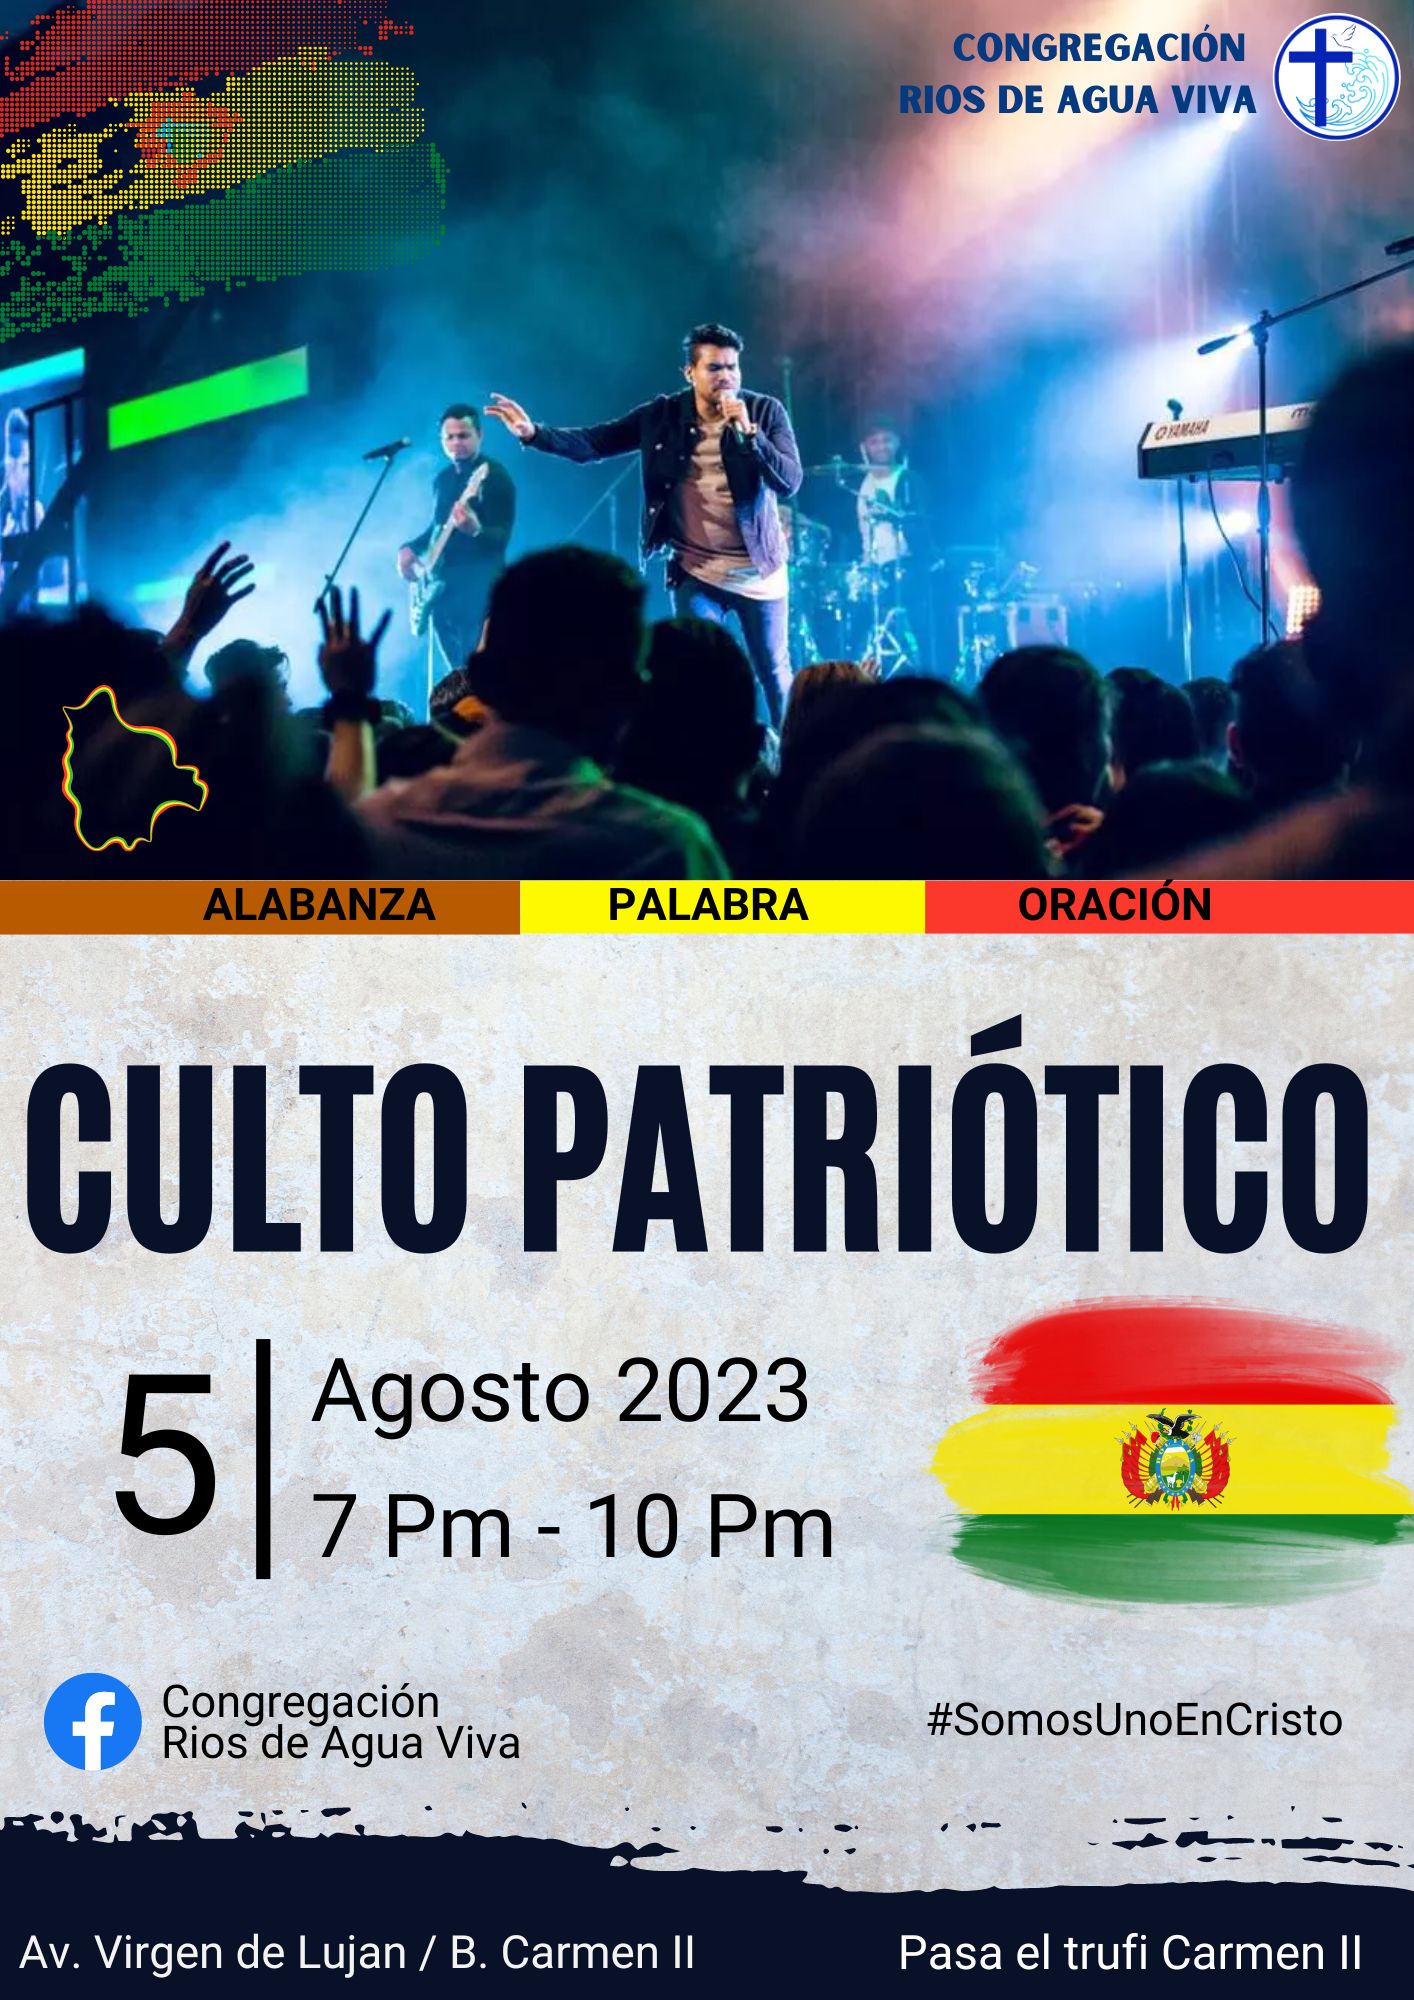 CONGREGACIÓN
RIOS DE AGUA VIVA
YAMAHA
ALABANZA PALABRA ORACIÓN
CULTO PATRIÓTICO
5
Agosto 2023
7 Pm - 10 Pm
Congregación
Rios de Agua Viva
#SomosUnoEnCristo
Av. Virgen de Lujan / B. Carmen II
Pasa el trufi Carmen II